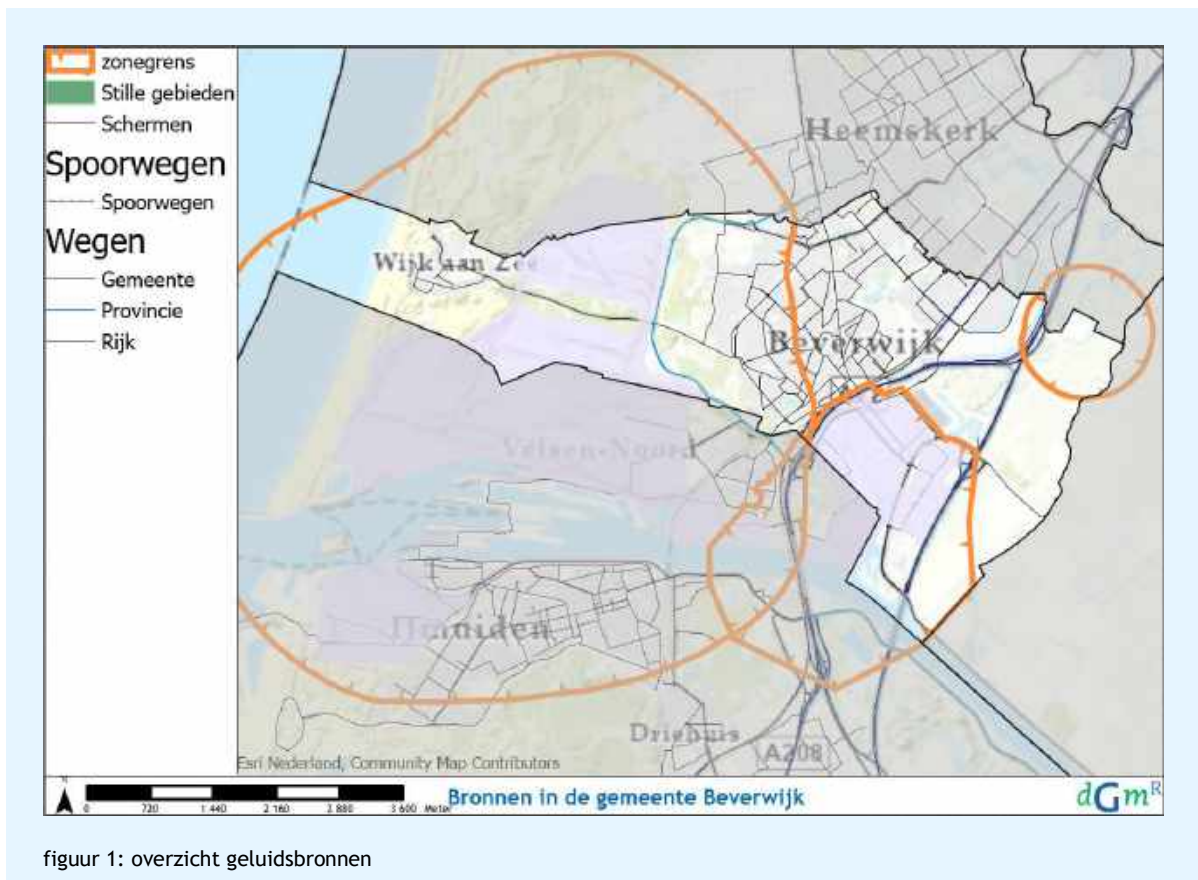 zonegrens
Stille gebieden
Schermen
Spoorwegen
Spoorwegen
Wegen
Gemeente
Provincie
Rijk
Heemskerk
Wijk aan Zee
Beverwijk
Velsen-Noord
IJmuiden
Driehuis
A208
Esri Nederland, Community Map Contributors
N
0 720 1 440 2 160 2 880 3 600 Meter
Bronnen in de gemeente Beverwijk
dGmR
figuur 1: overzicht geluidsbronnen